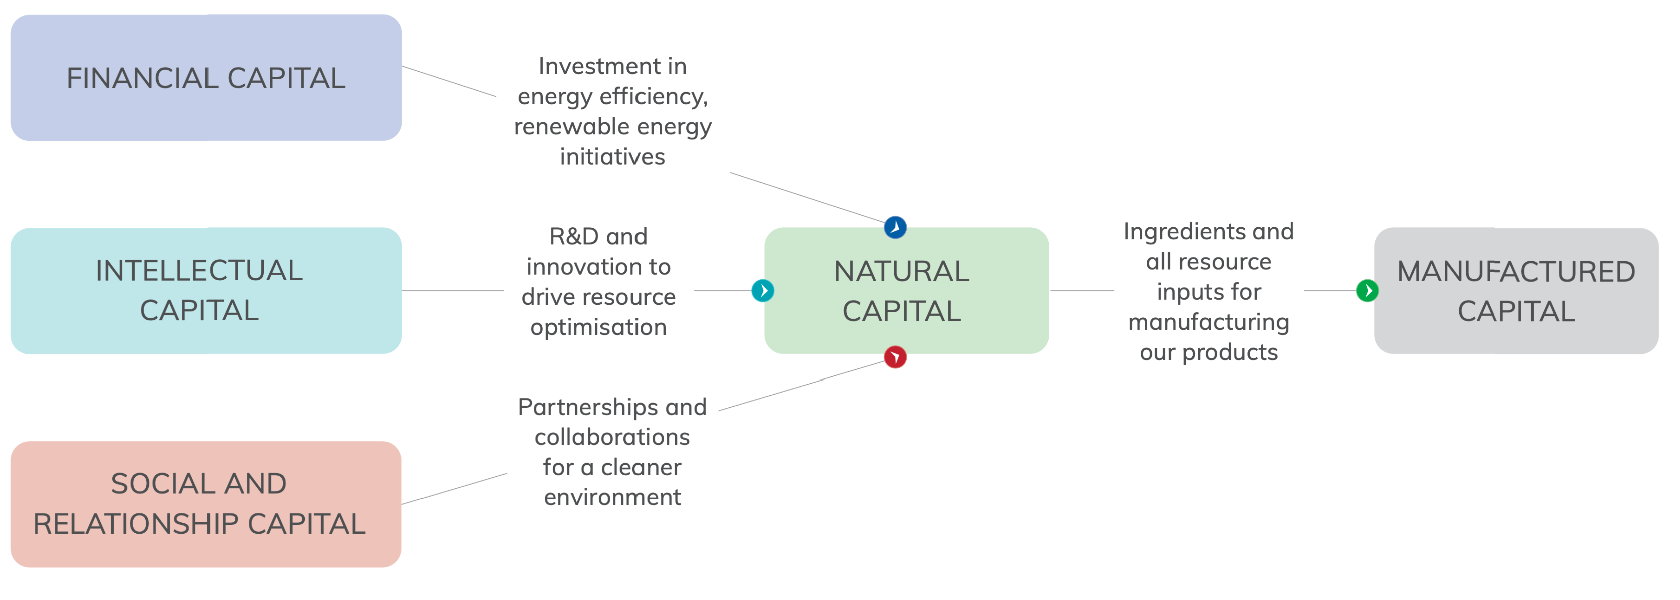 FINANCIAL CAPITAL
Investment in
energy efficiency,
renewable energy
initiatives
INTELLECTUAL
CAPITAL
R&D and
innovation to
drive resource
optimisation
NATURAL
CAPITAL
Ingredients and
all resource
inputs for
manufacturing
our products
MANUFACTURED
CAPITAL
Partnerships and
collaborations
for a cleaner
environment
SOCIAL AND
RELATIONSHIP CAPITAL